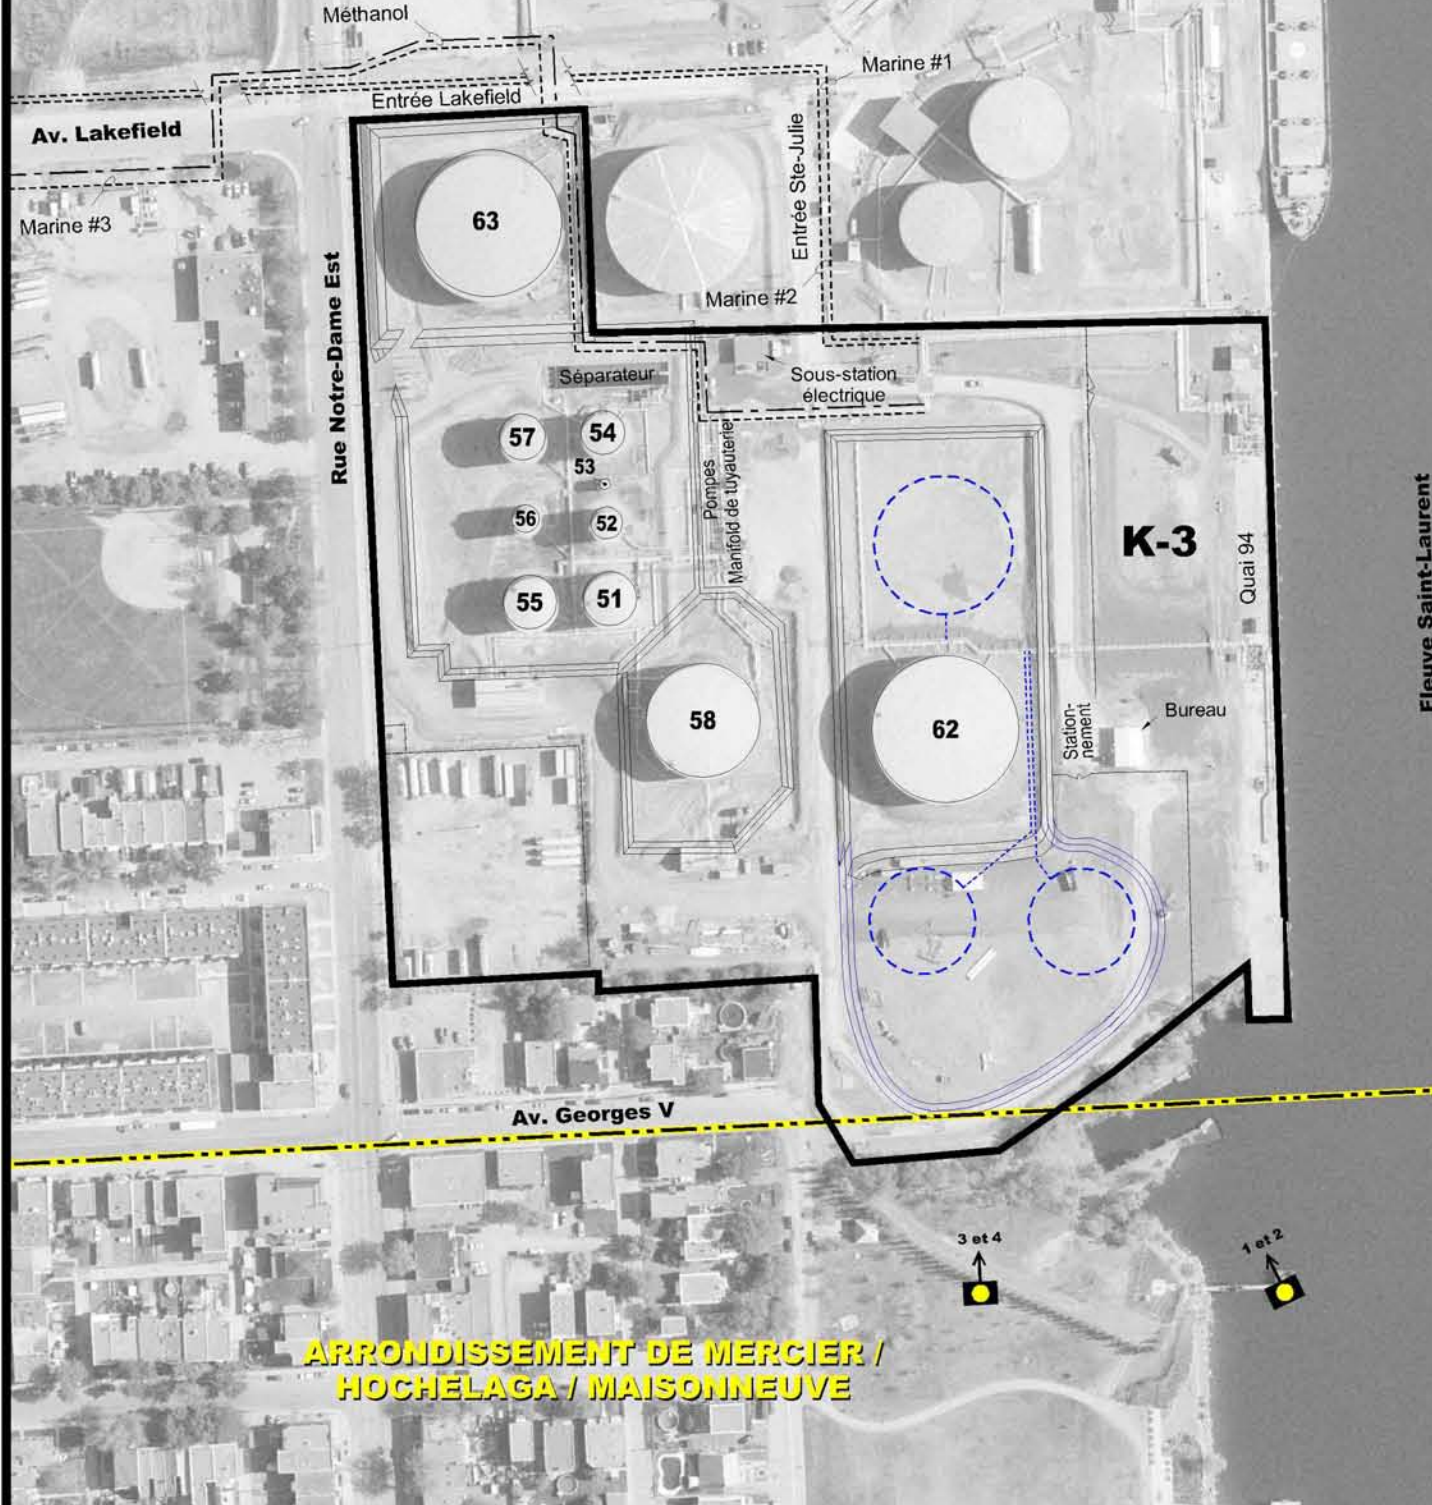 Méthanol
Marine #1
Entrée Lakefield
Av. Lakefield
Entrée Ste-Julie
63
Marine #3
Marine #2
Rue Notre-Dame Est
Séparateur
Sous-station
électrique
57
54
53
Pompes
Manifold de tuyauterie
56
52
K-3
Quai 94
Fleuve Saint-Laurent
55
51
58
62
Station-
nement
Bureau
Av. Georges V
3 et 4
1 et 2
ARRONDISSEMENT DE MERCIER /
HOCHELAGA / MAISONNEUVE